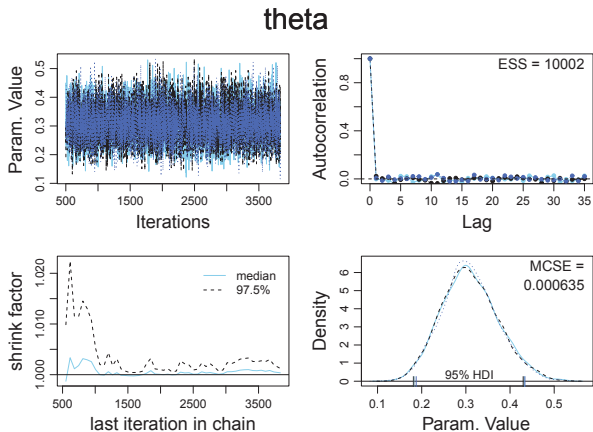 theta
Param. Value
0.1 0.2 0.3 0.4 0.5
500 1500 2500 3500
Iterations
Autocorrelation
0.0 0.4 0.8
ESS = 10002
0 5 10 15 20 25 30 35
Lag
shrink factor
1.000 1.010 1.020
median
97.5%
500 1500 2500 3500
last iteration in chain
Density
0 1 2 3 4 5 6
MCSE =
0.000635
95% HDI
0.1 0.2 0.3 0.4 0.5
Param. Value